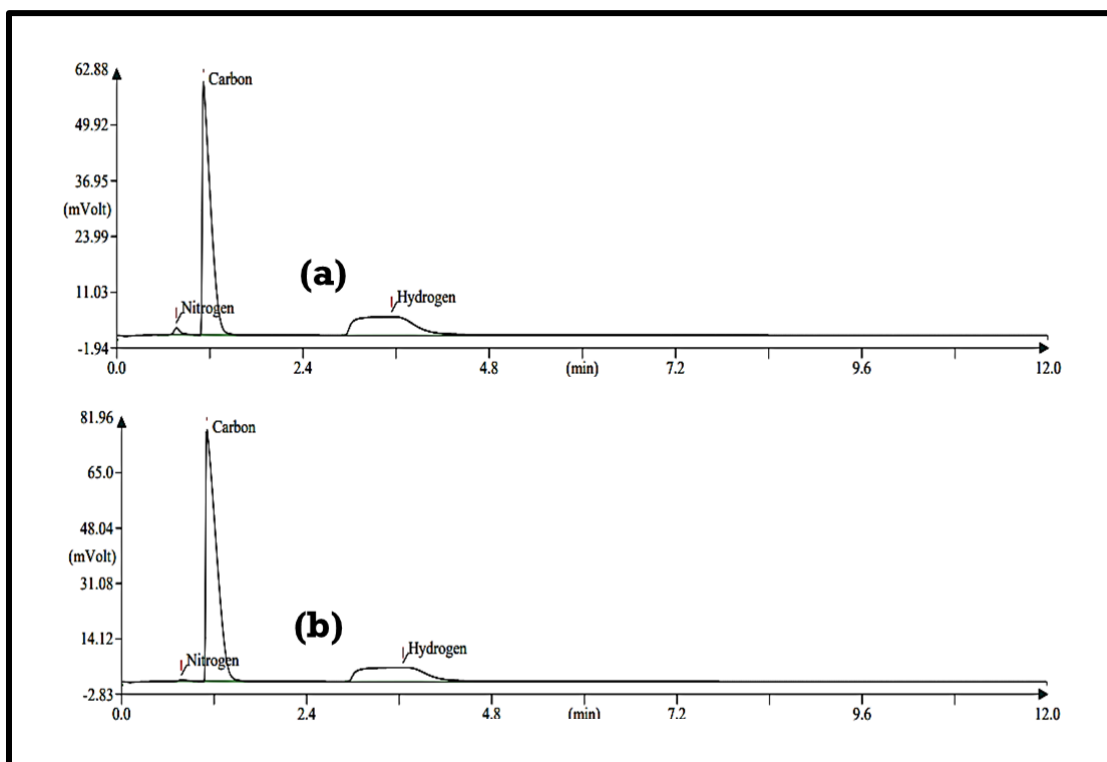 62.88
Carbon
49.92
36.95
(mVolt)
23.99
(a)
11.03
Nitrogen
Hydrogen
-1.94
0.0 2.4 4.8 (min) 7.2 9.6 12.0
81.96
Carbon
65.0
48.04
(mVolt)
31.08
(b)
14.12
Nitrogen
Hydrogen
-2.83
0.0 2.4 4.8 (min) 7.2 9.6 12.0